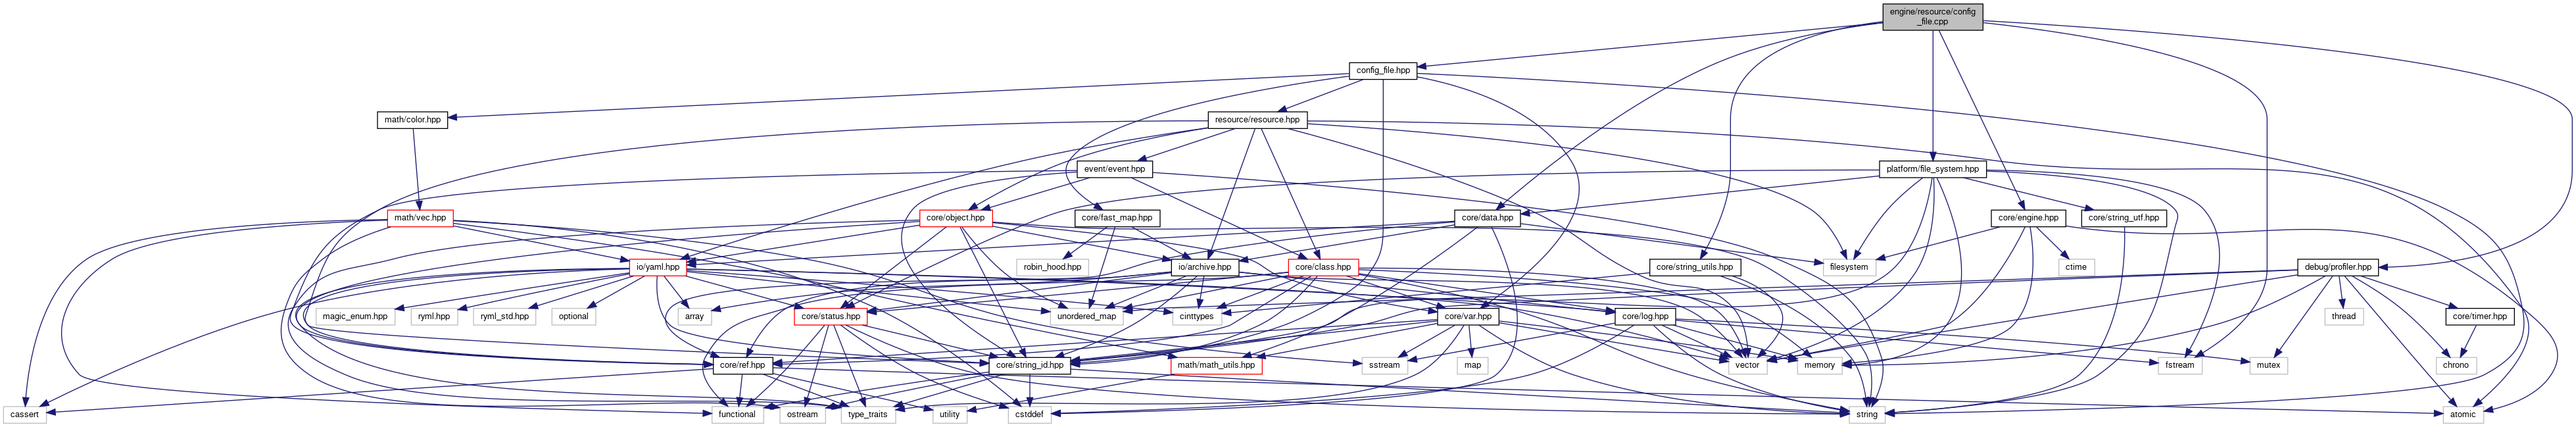 engine/resource/config
_file.cpp
config_file.hpp
math/color.hpp
resource/resource.hpp
event/event.hpp
platform/file_system.hpp
math/vec.hpp
core/object.hpp
core/fast_map.hpp
core/data.hpp
core/engine.hpp
core/string_utf.hpp
io/yaml.hpp
robin_hood.hpp
io/archive.hpp
core/class.hpp
core/string_utils.hpp
filesystem
ctime
debug/profiler.hpp
magic_enum.hpp
ryml.hpp
ryml_std.hpp
optional
array
core/status.hpp
unordered_map
cinttypes
core/var.hpp
core/log.hpp
thread
core/timer.hpp
core/ref.hpp
core/string_id.hpp
math/math_utils.hpp
sstream
map
vector
memory
fstream
mutex
chrono
cassert
functional
ostream
type_traits
utility
cstddef
string
atomic